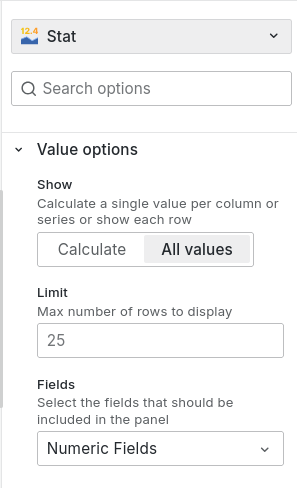 12.4
Stat
Search options
Value options
Show
Calculate a single value per column or
series or show each row
Calculate
All values
Limit
Max number of rows to display
25
Fields
Select the fields that should be
included in the panel
Numeric Fields